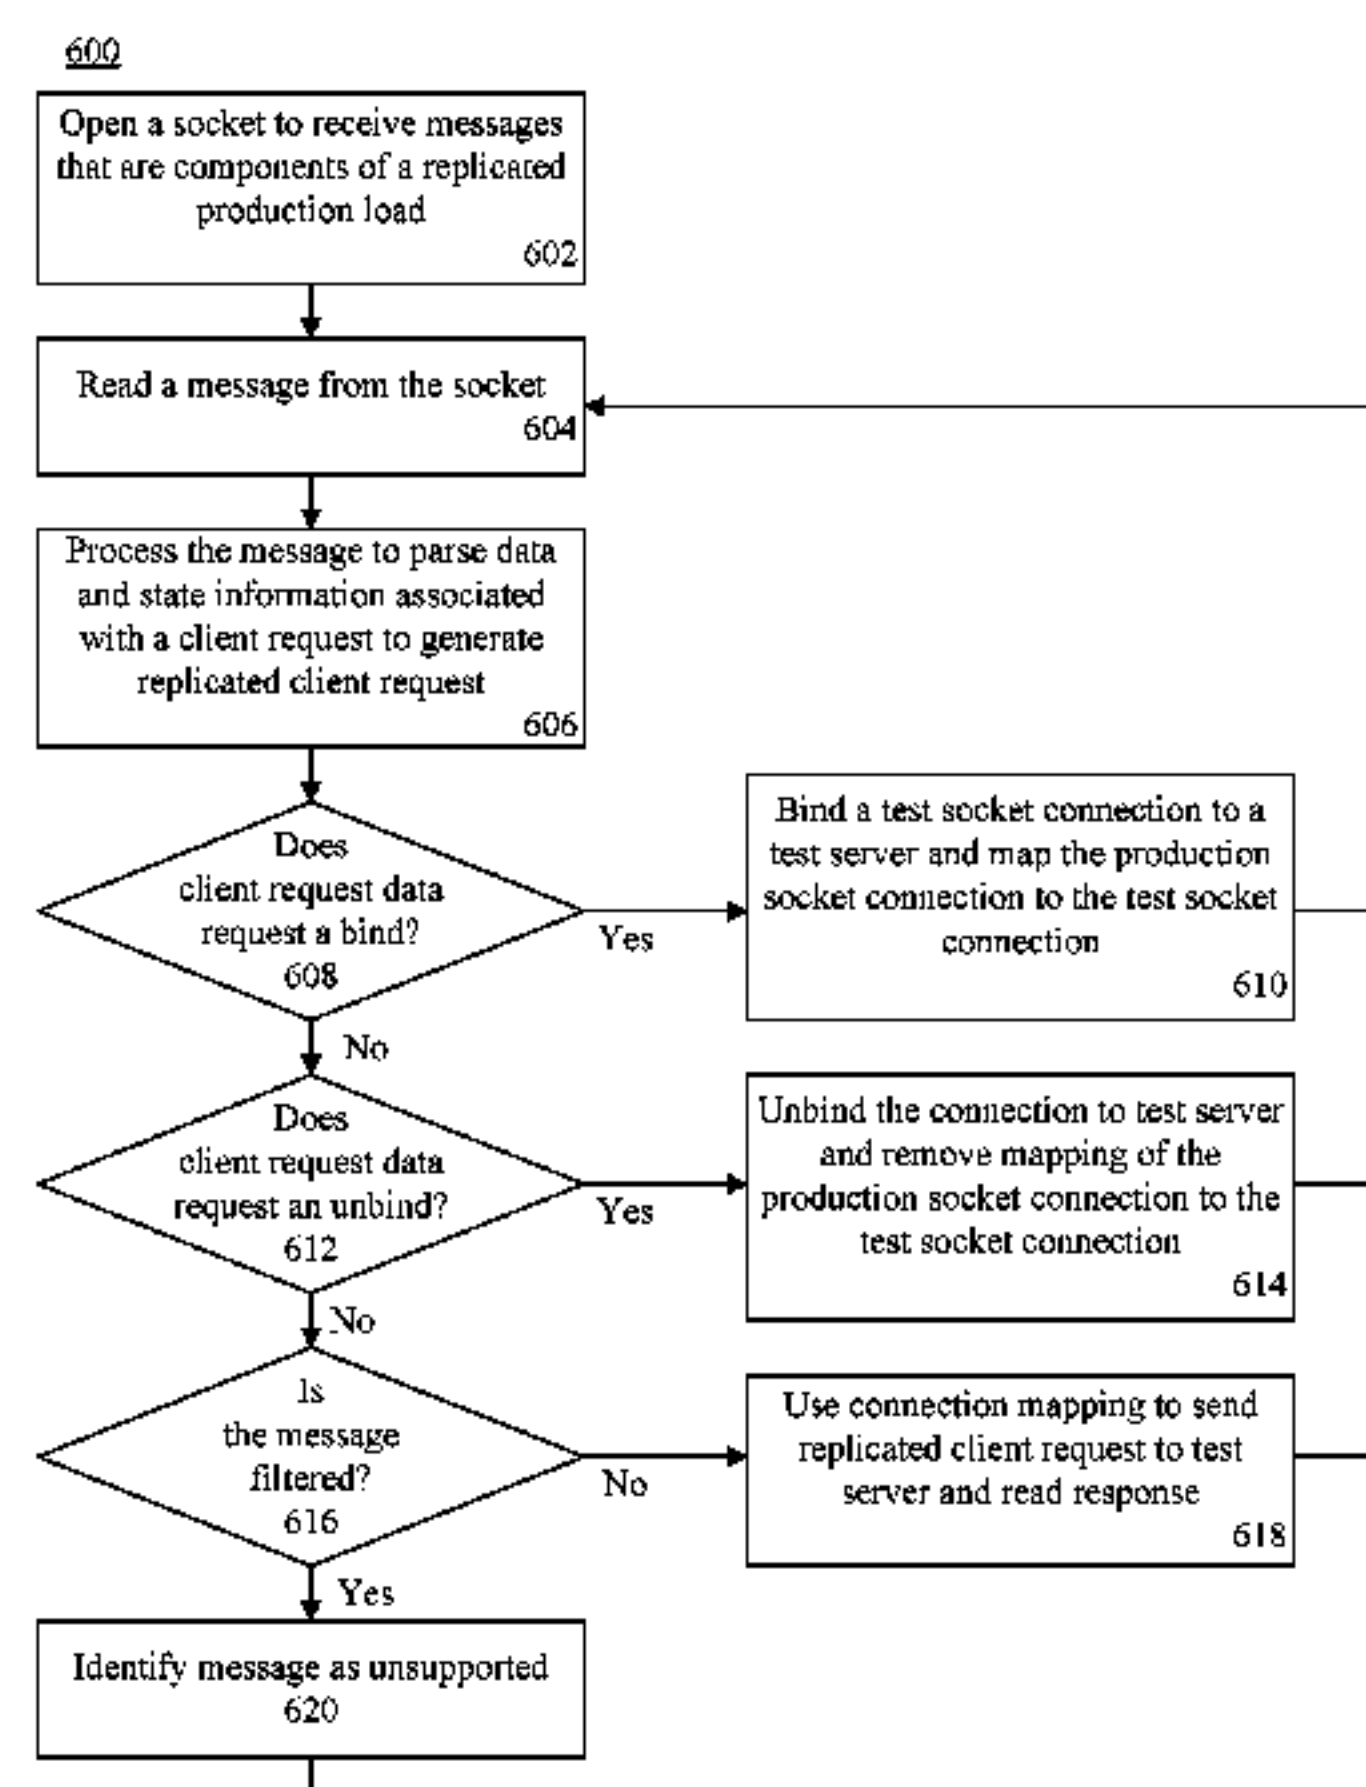 600
Open a socket to receive messages
that are components of a replicated
production load
602
Read a message from the socket
604
Process the message to parse data
and state information associated
with a client request to generate
replicated client request
606
Does
client request data
request a bind?
608
Yes
Bind a test socket connection to a
test server and map the production
socket connection to the test socket
connection
610
No
Does
client request data
request an unbind?
612
Yes
Unbind the connection to test server
and remove mapping of the
production socket connection to the
test socket connection
614
No
Is
the message
filtered?
616
No
Use connection mapping to send
replicated client request to test
server and read response
618
Yes
Identify message as unsupported
620